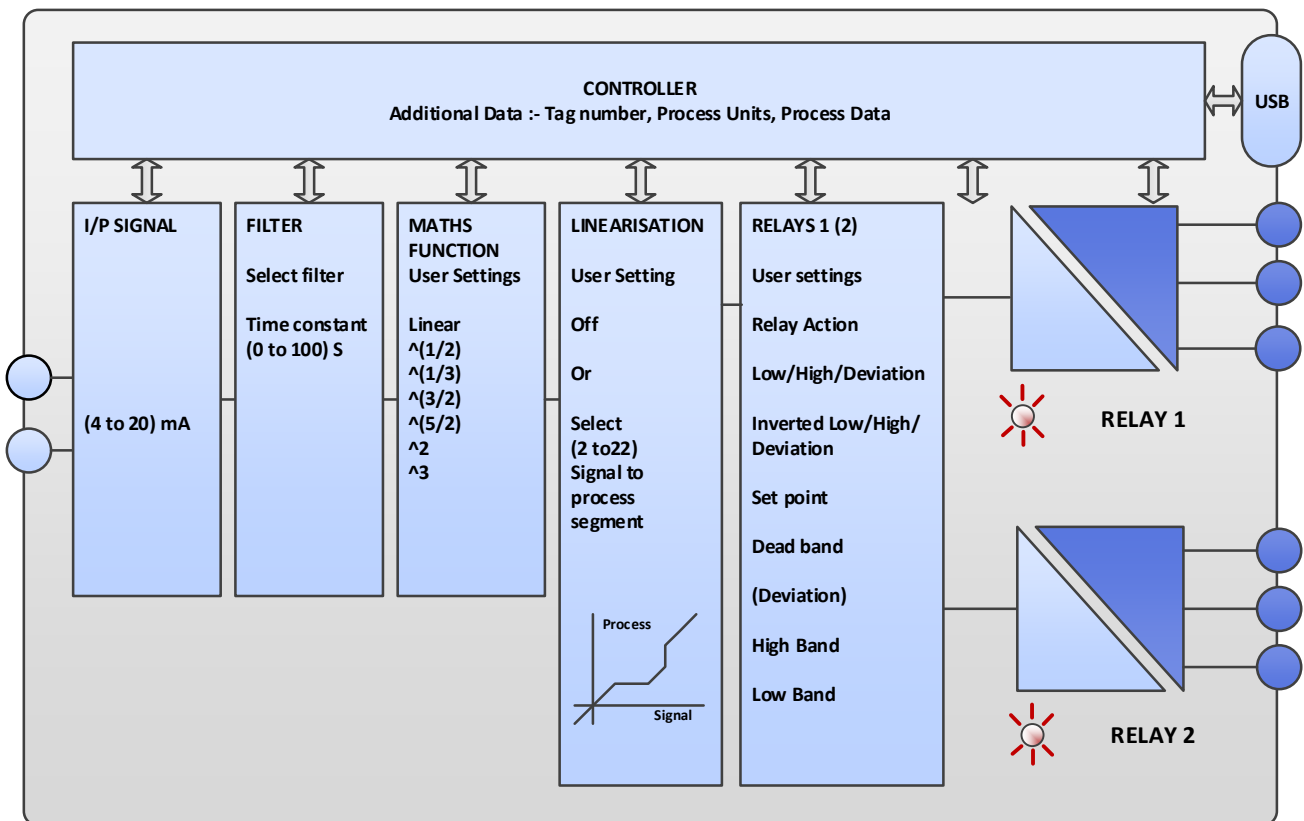 CONTROLLER
Additional Data :- Tag number, Process Units, Process Data
USB
I/P SIGNAL
(4 to 20) mA
FILTER
Select filter
Time constant
(0 to 100) S
MATHS
FUNCTION
User Settings
Linear
^(1/2)
^(1/3)
^(3/2)
^(5/2)
^2
^3
LINEARISATION
User Setting
Off
Or
Select
(2 to22)
Signal to
process
segment
Process
Signal
RELAYS 1 (2)
User settings
Relay Action
Low/High/Deviation
Inverted Low/High/
Deviation
Set point
Dead band
(Deviation)
High Band
Low Band
RELAY 1
RELAY 2